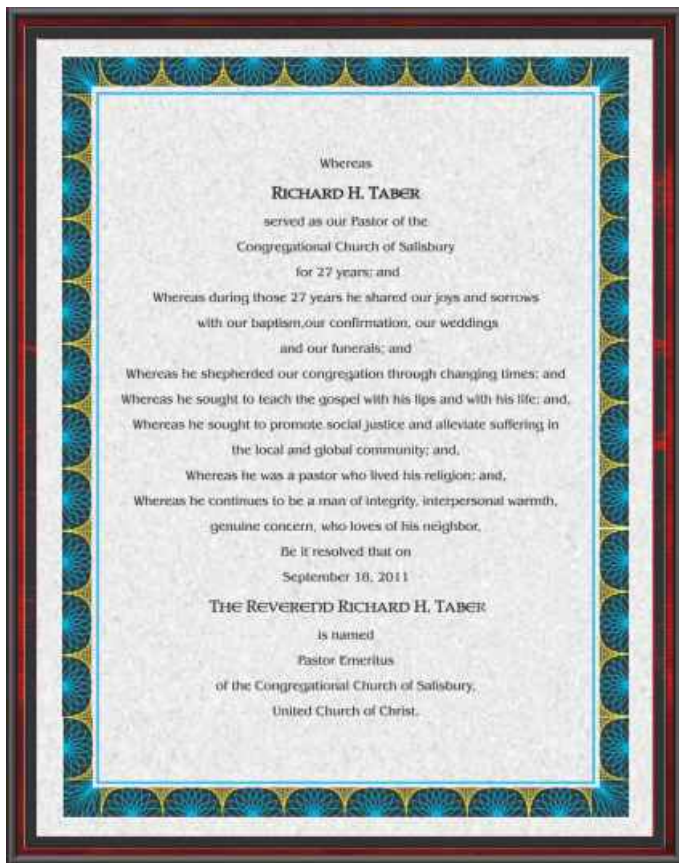 Whereas
RICHARD H. TABER
served as our Pastor of the
Congregational Church of Salisbury
for 27 years; and
Whereas during those 27 years he shared our joys and sorrows
with our baptism,our confirmation, our weddings
and our funerals; and
Whereas he shepherded our congregation through changing times; and
Whereas he sought to teach the gospel with his lips and with his life; and,
Whereas he sought to promote social justice and alleviate suffering in
the local and global community; and,
Whereas he was a pastor who lived his religion; and,
Whereas he continues to be a man of integrity, interpersonal warmth,
genuine concern, who loves of his neighbor,
Be it resolved that on
September 18, 2011
THE REVEREND RICHARD H. TABER
is named
Pastor Emeritus
of the Congregational Church of Salisbury,
United Church of Christ.